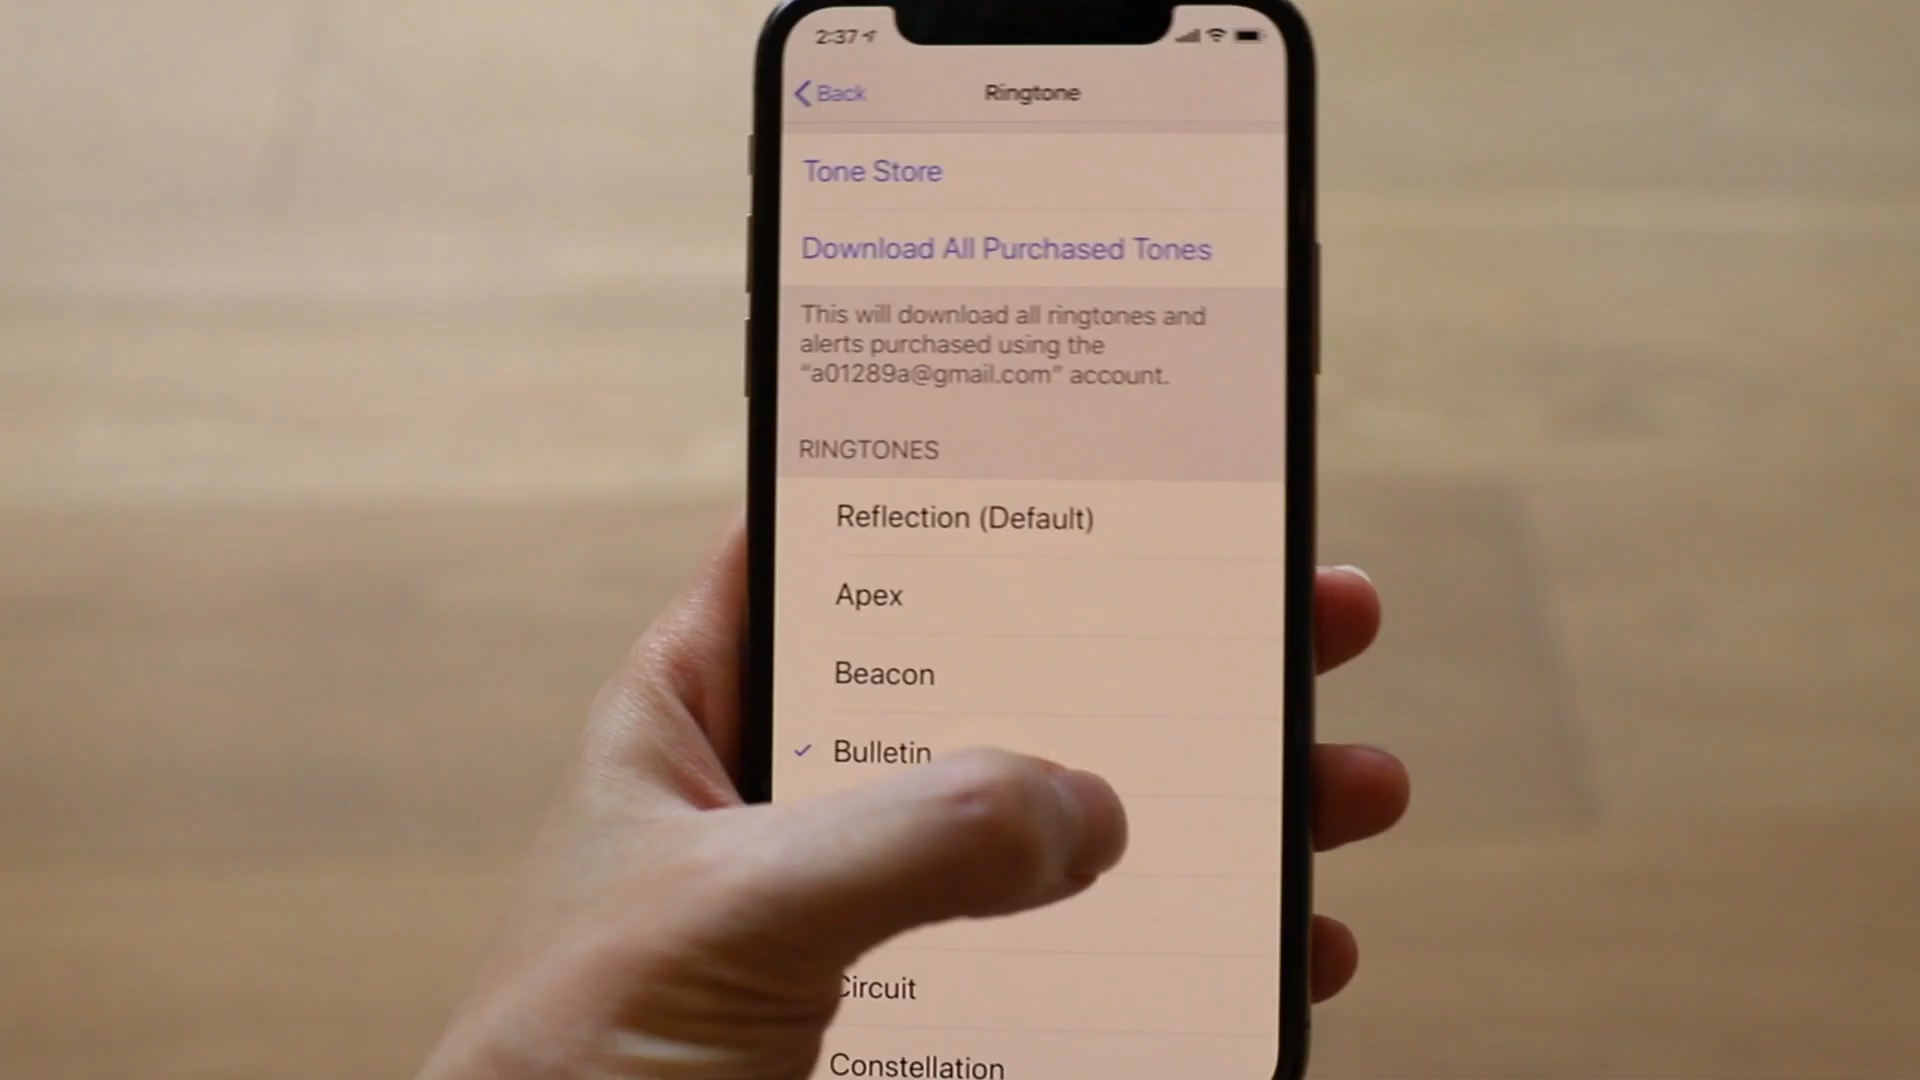 2:37
Back
Ringtone
Tone Store
Download All Purchased Tones
This will download all ringtones and
alerts purchased using the
“a01289a@gmail.com” account.
RINGTONES
Reflection (Default)
Apex
Beacon
Bulletin
Circuit
Constellation